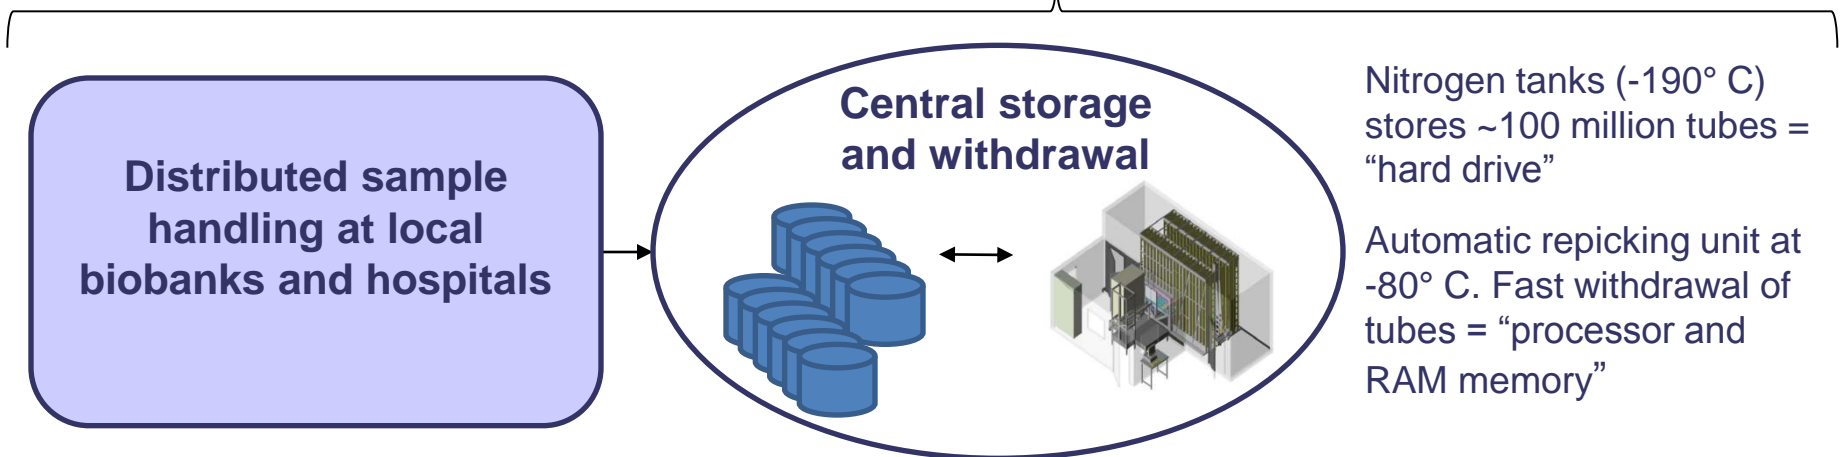 Distributed sample
handling at local
biobanks and hospitals
Central storage
and withdrawal
Nitrogen tanks (-190° C)
stores ~100 million tubes =
“hard drive”
Automatic repicking unit at
-80° C. Fast withdrawal of
tubes = “processor and
RAM memory”